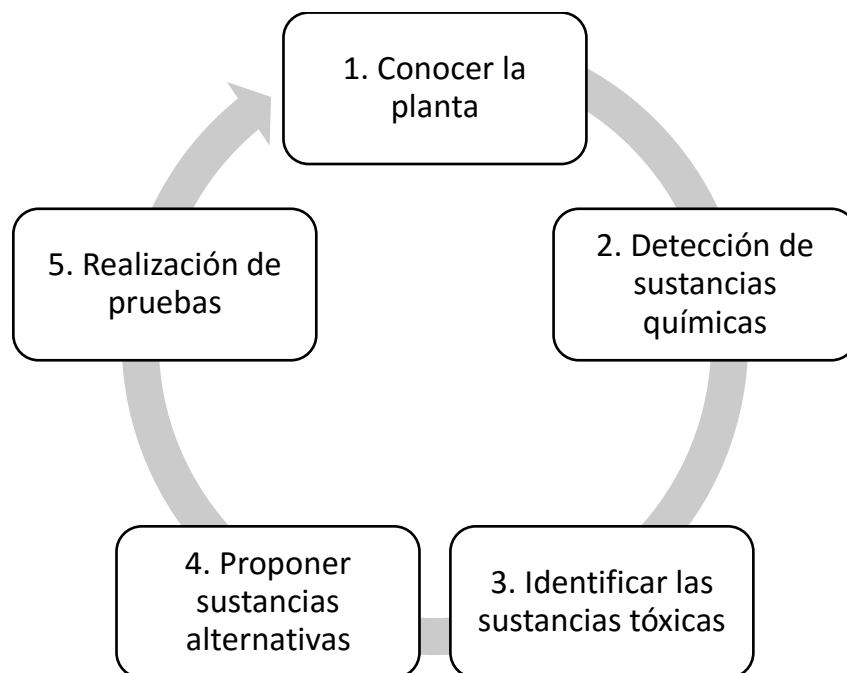 1. Conocer la
planta
2. Detección de
sustancias
químicas
3. Identificar las
sustancias tóxicas
4. Proponer
sustancias
alternativas
5. Realización de
pruebas